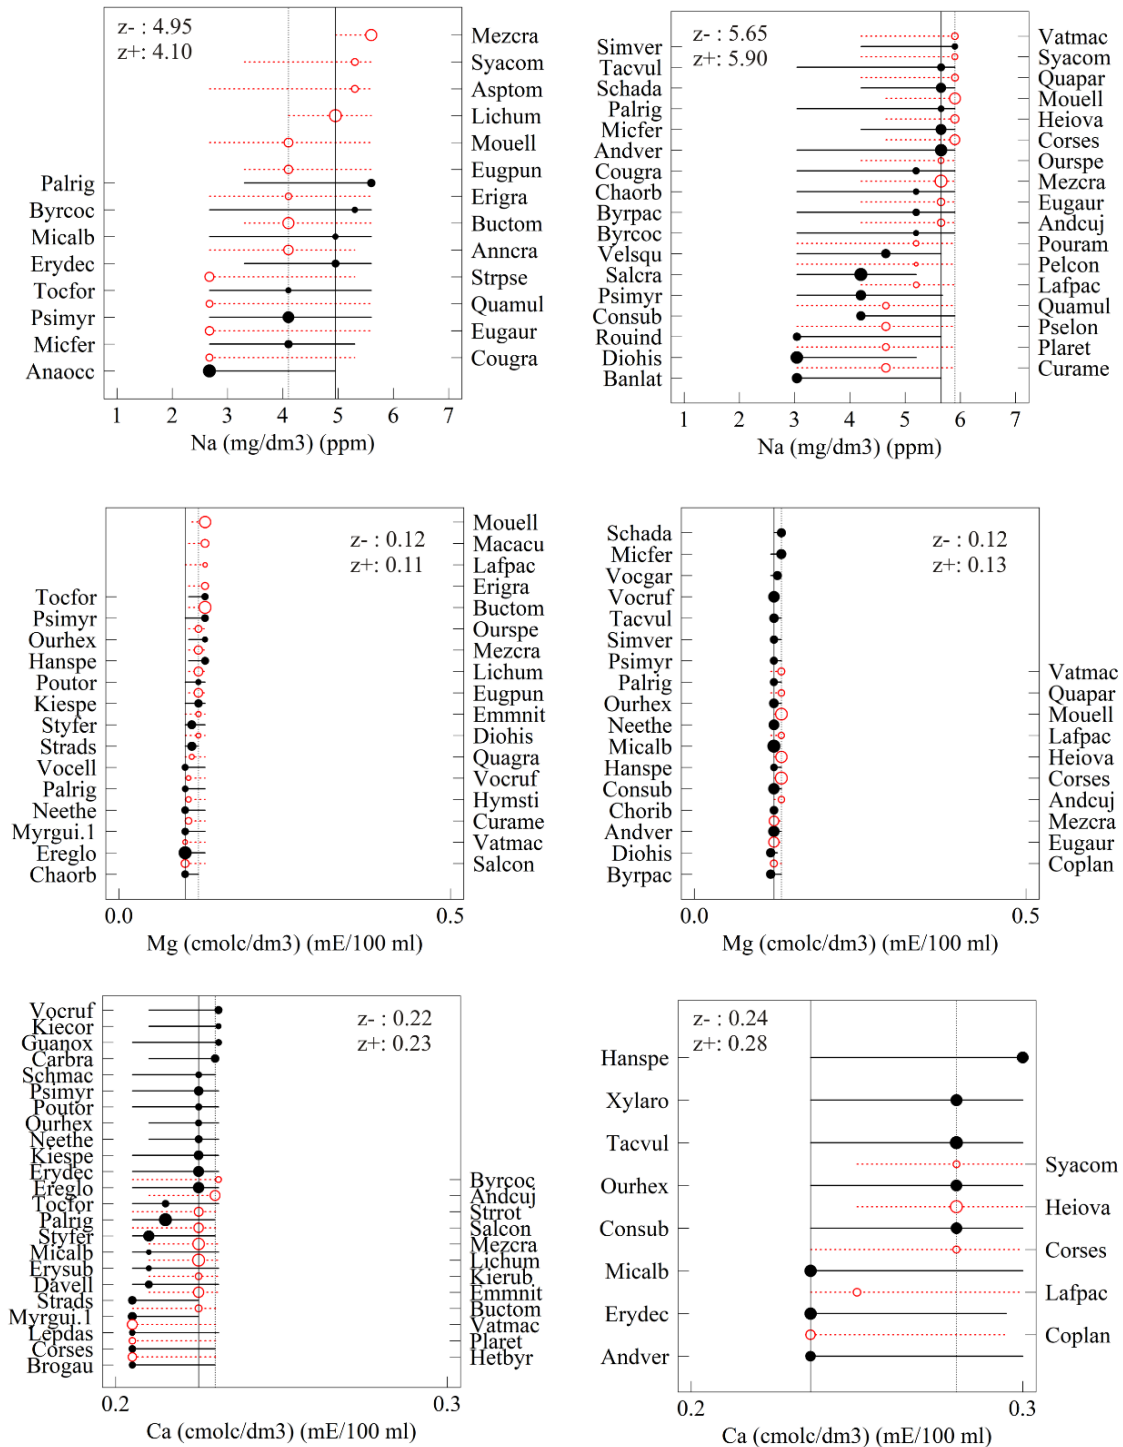 z- : 4.95
z+: 4.10
Mezcra
Syacom
Asptom
Lichum
Mouell
Eugpun
Palrig
Erigra
Byrcoc
Buctom
Micalb
Anncra
Erydec
Strpse
Tocfor
Quamul
Psimyr
Eugaur
Micfer
Cougra
Anaocc
1 2 3 4 5 6 7
Na (mg/dm3) (ppm)
z- : 5.65
z+: 5.90
Vatmac
Simver
Syacom
Tacvul
Quapar
Schada
Mouell
Palrig
Heiova
Micfer
Corses
Andver
Ourspe
Cougra
Mezcra
Chaorb
Eugaur
Byrpac
Andcuj
Byrcoc
Pouram
Velsqu
Pelcon
Salcra
Lafpac
Psimyr
Quamul
Consub
Pselon
Rouind
Plaret
Diohis
Curame
Banlat
1 2 3 4 5 6 7
Na (mg/dm3) (ppm)
z- : 0.12
z+: 0.11
Mouell
Macacu
Lafpac
Erigra
Tocfor
Buctom
Psimyr
Ourspe
Ourhex
Mezcra
Hanspe
Lichum
Poutor
Eugpun
Kiespe
Emmnit
Styfer
Diohis
Strads
Quagra
Vocell
Vocruf
Palrig
Hymsti
Neethe
Curame
Myrgui.1
Vatmac
Ereglo
Salcon
Chaorb
0.0 0.5
Mg (cmolc/dm3) (mE/100 ml)
z- : 0.12
z+: 0.13
Schada
Micfer
Vocgar
Vocruf
Tacvul
Simver
Psimyr
Vatmac
Palrig
Quapar
Ourhex
Mouell
Neethe
Lafpac
Micalb
Heiova
Hanspe
Corses
Consub
Andcuj
Chorib
Mezcra
Andver
Eugaur
Diohis
Coplan
Byrpac
0.0 0.5
Mg (cmolc/dm3) (mE/100 ml)
z- : 0.22
z+: 0.23
Vocruf
Kiecor
Guanox
Carbra
Schmac
Psimyr
Poutor
Ourhex
Neethe
Kiespe
Erydec
Byrcoc
Ereglo
Andcuj
Tocfor
Strrot
Palrig
Salcon
Styfer
Mezcra
Micalb
Lichum
Erysub
Kierub
Davell
Emmnit
Strads
Buctom
Myrgui.1
Vatmac
Lepdas
Plaret
Corses
Hetbyr
Brogau
0.2 0.3
Ca (cmolc/dm3) (mE/100 ml)
z- : 0.24
z+: 0.28
Hanspe
Xylaro
Tacvul
Syacom
Ourhex
Heiova
Consub
Corses
Micalb
Lafpac
Erydec
Coplan
Andver
0.2 0.3
Ca (cmolc/dm3) (mE/100 ml)